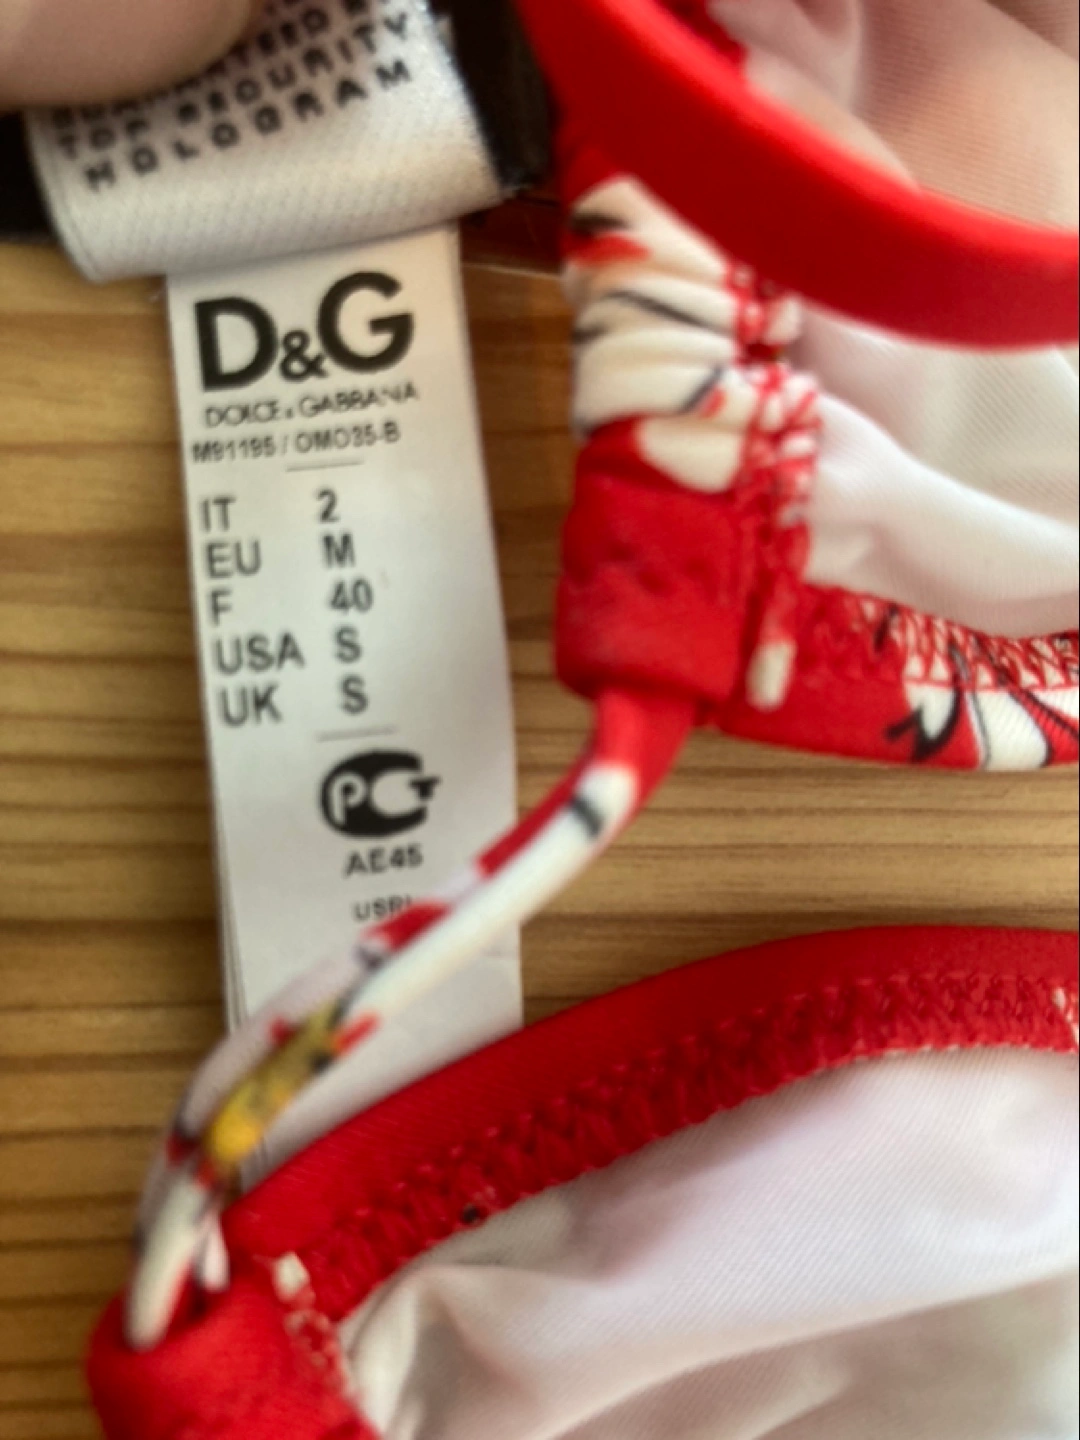 TOP SECURITY
HOLOGRAM
D&G
DOLCE & GABBANA
M91195 / OMO35-B
IT 2
EU M
F 40
USA S
UK S
PCT
AE45